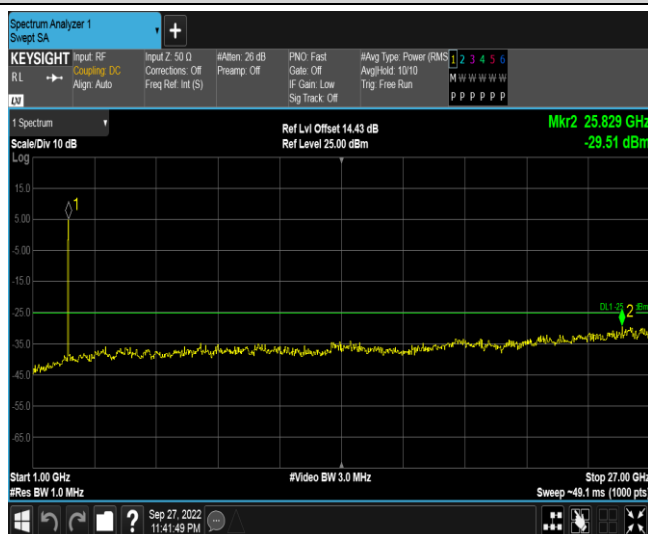 Spectrum Analyzer 1
Swept SA
+
KEYSIGHT
RL
LXI
Input: RF
Coupling: DC
Align: Auto
Input Z: 50 Ω
Corrections: Off
Freq Ref: Int (S)
#Atten: 26 dB
Preamp: Off
PNO: Fast
Gate: Off
IF Gain: Low
Sig Track: Off
#Avg Type: Power (RMS
Avg|Hold: 10/10
Trig: Free Run
1 2 3 4 5 6
M W W W W W
P P P P P P
1 Spectrum
Scale/Div 10 dB
Log
Ref Lvl Offset 14.43 dB
Ref Level 25.00 dBm
Mkr2 25.829 GHz
-29.51 dBm
15.0
5.00
-5.00
-15.0
-25.0
-35.0
-45.0
-55.0
-65.0
1
DL1 -25
2
Start 1.00 GHz
#Res BW 1.0 MHz
#Video BW 3.0 MHz
Stop 27.00 GHz
Sweep ~49.1 ms (1000 pts)
?
Sep 27, 2022
11:41:49 PM